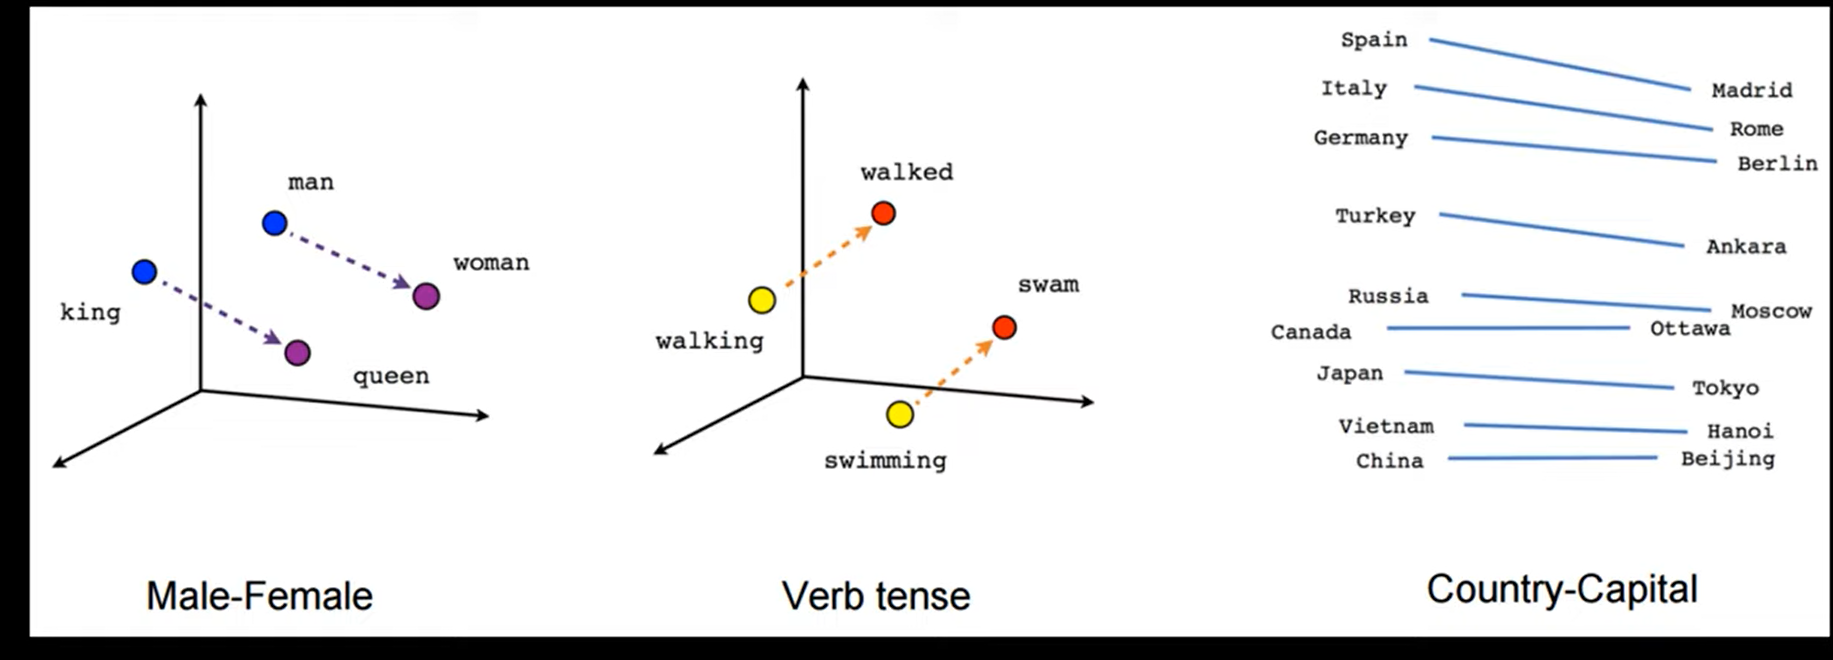 man
woman
king
queen
Male-Female
walked
swam
walking
swimming
Verb tense
Spain
Madrid
Italy
Rome
Germany
Berlin
Turkey
Ankara
Russia
Moscow
Canada
Ottawa
Japan
Tokyo
Vietnam
Hanoi
China
Beijing
Country-Capital